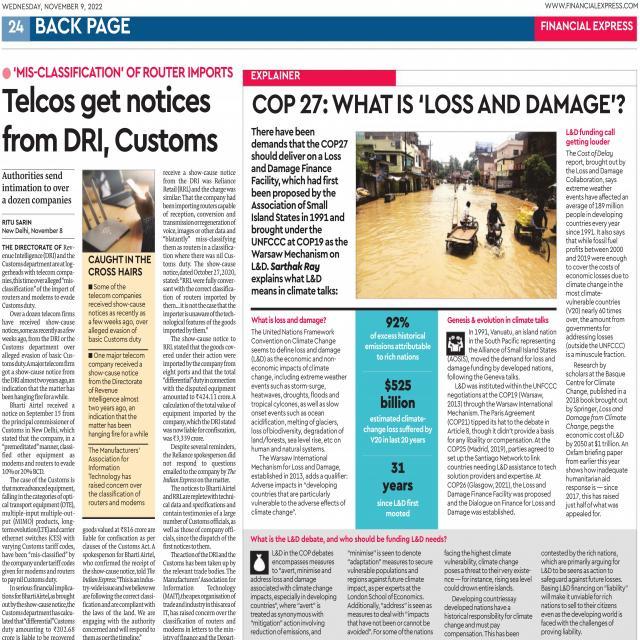 WEDNESDAY, NOVEMBER 9, 2022
WWW.FINANCIALEXPRESS.COM
24 BACK PAGE
FINANCIAL EXPRESS
'MIS-CLASSIFICATION' OF ROUTER IMPORTS
Telcos get notices
from DRI, Customs
Authorities send
intimation to over
a dozen companies
RITU SARIN
New Delhi, November 8
THE DIRECTORATE OF Rev-
enue Intelligence (DRI) and the
Customs department are at log-
gerheads with telecom compa-
nies, this time over alleged "mis-
classification" of the import of
routers and modems to evade
Customs duty.
Over a dozen telecom firms
have received show-cause
notices, some as recently as a few
weeks ago, from the DRI or the
Customs department over
alleged evasion of basic Cus-
toms duty. A major telecom firm
got a show-cause notice from
the DRI almost two years ago, an
indication that the matter has
been hanging fire for a while.
Bharti Airtel received a
notice on September 15 from
the principal commissioner of
Customs in New Delhi, which
stated that the company, in a
"premeditated" manner, classi-
fied other equipment as
modems and routers to evade
10% or 20% BCD.
The case of the Customs is
that more advanced equipment,
falling in the categories of opti-
cal transport equipment (OTE),
multiple-input multiple-out-
put (MIMO) products, long-
term evolution (LTE) and carrier
ethernet switches (CES) with
varying Customs tariff codes,
have been "mis-classified" by
the company under tariff codes
given for modems and routers
to pay nil Customs duty.
In serious financial implica-
tions for Bharti Airtel, as brought
out by the show-cause notice, the
Customs department has calcu-
lated that "differential" Customs
duty amounting to ₹202.68
crore is liable to be recovered
CAUGHT IN THE
CROSS HAIRS
Some of the
telecom companies
received show-cause
notices as recently as
a few weeks ago, over
alleged evasion of
basic Customs duty
One major telecom
company received a
show-cause notice
from the Directorate
of Revenue
Intelligence almost
two years ago, an
indication that the
matter has been
hanging fire for a while
The Manufacturers'
Association for
Information
Technology has
raised concern over
the classification of
routers and modems
goods valued at ₹816 crore are
liable for confiscation as per
clauses of the Customs Act. A
spokesperson for Bharti Airtel,
who confirmed the receipt of
the show-cause notice, told The
Indian Express: "This is an indus-
try-wide issue and we believe we
are following the correct classi-
fication and are compliant with
the laws of the land. We are
engaging with the authority
concerned and will respond to
them as per the timeline."
receive a show-cause notice
from the DRI was Reliance
Retail (RRL) and the charge was
similar: That the company had
been importing routers capable
of reception, conversion and
transmission or regeneration of
voice, images or other data and
"blatantly" miss-classifying
them as routers in a classifica-
tion where there was nil Cus-
toms duty. The show-cause
notice, dated October 27, 2020,
stated: "RRL were fully conver-
sant with the correct classifica-
tion of routers imported by
them... It is not the case that the
importer is unaware of the tech-
nological features of the goods
imported by them."
The show-cause notice to
RRL stated that the goods cov-
ered under their action were
imported by the company from
eight ports and that the total
"differential" duty in connection
with the disputed equipment
amounted to ₹424.11 crore. A
calculation of the total value of
equipment imported by the
company, which the DRI stated
was now liable for confiscation,
was ₹3,339 crore.
Despite several reminders,
the Reliance spokesperson did
not respond to questions
emailed to the company by The
Indian Express on the matter.
The notices to Bharti Airtel
and RRL are replete with techni-
cal data and specifications and
contain testimonies of a large
number of Customs officials, as
well as those of company offi-
cials, since the dispatch of the
first notices to them.
The action of the DRI and the
Customs has been taken up by
the relevant trade bodies. The
Manufacturers' Association for
Information Technology
(MAIT), the apex organisation of
trade and industry in this area of
IT, has raised concern over the
classification of routers and
modems in letters to the min-
istry of finance and the Depart-
EXPLAINER
COP 27: WHAT IS 'LOSS AND DAMAGE'?
There have been
demands that the COP27
should deliver on a Loss
and Damage Finance
Facility, which had first
been proposed by the
Association of Small
Island States in 1991 and
brought under the
UNFCCC at COP19 as the
Warsaw Mechanism on
L&D. Sarthak Ray
explains what L&D
means in climate talks:
What is loss and damage?
The United Nations Framework
Convention on Climate Change
seems to define loss and damage
(L&D) as the economic and non-
economic impacts of climate
change, including extreme weather
events such as storm-surge,
heatwaves, droughts, floods and
tropical cyclones, as well as slow
onset events such as ocean
acidification, melting of glaciers,
loss of biodiversity, degradation of
land/forests, sea level rise, etc on
human and natural systems.
The Warsaw International
Mechanism for Loss and Damage,
established in 2013, adds a qualifier:
Adverse impacts in "developing
countries that are particularly
vulnerable to the adverse effects of
climate change".
92%
of excess historical
emissions attributable
to rich nations
$525
billion
estimated climate-
change loss suffered by
V20 in last 20 years
31
years
since L&D first
mooted
Genesis & evolution in climate talks
In 1991, Vanuatu, an island nation
in the South Pacific representing
the Alliance of Small Island States
(AOSIS), moved the demand for loss and
damage funding by developed nations,
following the Geneva talks.
L&D was instituted within the UNFCCC
negotiations at the COP19 (Warsaw,
2013) through the Warsaw International
Mechanism. The Paris Agreement
(COP21) tipped its hat to the debate in
Article 8, though it didn't provide a basis
for any liability or compensation. At the
COP25 (Madrid, 2019), parties agreed to
set up the Santiago Network to link
countries needing L&D assistance to tech
solution providers and expertise. At
COP26 (Glasgow, 2021), the Loss and
Damage Finance Facility was proposed
and the Dialogue on Finance for Loss and
Damage was established.
L&D funding call
getting louder
The Cost of Delay
report, brought out
by the Loss and
Damage
Collaboration, says
extreme weather
events have affected an
average of 189 million
people in developing
countries every year
since 1991. It also says
that while fossil fuel
profits between 2000
and 2019 were enough
to cover the costs of
economic losses due
to climate change in
the most climate-
vulnerable countries
(V20) nearly 60 times
over, the amount from
governments for
addressing losses
(outside the UNFCCC)
is a minuscule fraction.
Research by
scholars at the Basque
Centre for Climate
Change, published in a
2018 book brought out
by Springer, Loss and
Damage from Climate
Change, pegs the
economic cost of L&D
by 2050 at $1 trillion. An
Oxfam briefing paper
from earlier this year
shows how inadequate
humanitarian aid
response is — since
2017, this has raised
just half of what was
appealed for.
What is the L&D debate, and who should be funding L&D needs?
L&D in the COP debates
encompasses measures
to "avert, minimise and
address loss and damage
associated with climate
change impacts, especially in
developing countries", where
"avert" is treated as
synonymous with
"mitigation" action involving
reduction of emissions, and
"minimise" is seen to denote
"adaptation" measures to
secure vulnerable populations
and regions against future
climate impact, as per experts
at the London School of
Economics. Additionally,
"address" is seen as measures
to deal with "impacts that
have not been or cannot be
avoided". For some of the nations
facing the highest climate
vulnerability, climate change
poses a threat to their very
existence — for instance, rising
sea level could drown entire
islands.
Developing countries say
developed nations have a
historical responsibility for
climate change and must pay
compensation. This has been
contested by the rich nations,
which are primarily arguing for
L&D to be seen as action to
safeguard against future losses.
Basing L&D financing on
"liability" will make it
unviable for rich nations to sell
to their citizens even as the
developing world is faced with
the challenges of proving
liability.